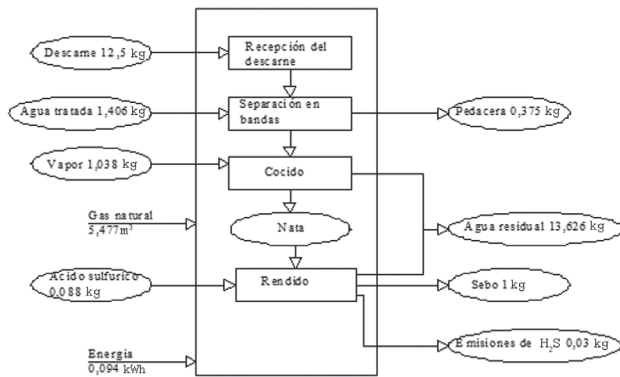 Descarne 12,5 kg
Recepción del
descarne
Agua tratada 1,406 kg
Separación en
bandas
Pedacera 0,375 kg
Vapor 1,038 kg
Cocido
Gas natural
5,477m³
Nata
Agua residual 13,626 kg
Acido sulfurico
0,088 kg
Rendido
Sebo 1 kg
Emisiones de H₂S 0,03 kg
Energía
0,094 kWh